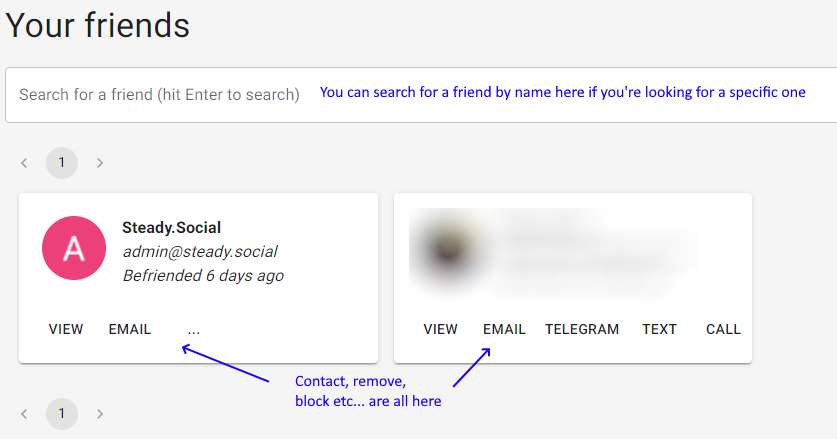 Your friends
Search for a friend (hit Enter to search) You can search for a friend by name here if you're looking for a specific one
< 1 >
A Steady.Social
admin@steady.social
Befriended 6 days ago
VIEW EMAIL ... VIEW EMAIL TELEGRAM TEXT CALL
Contact, remove,
block etc... are all here
< 1 >